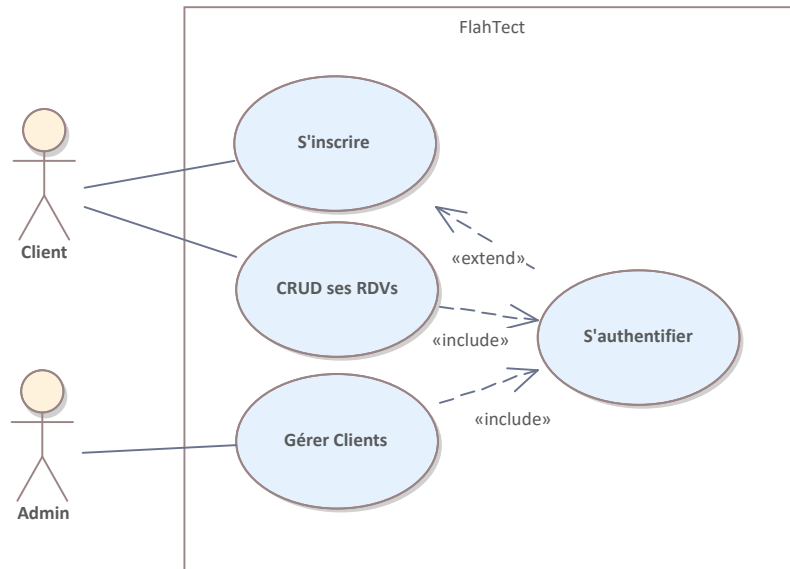 FlahTect
S'inscrire
Client
«extend»
CRUD ses RDVs
S'authentifier
«include»
«include»
Gérer Clients
Admin